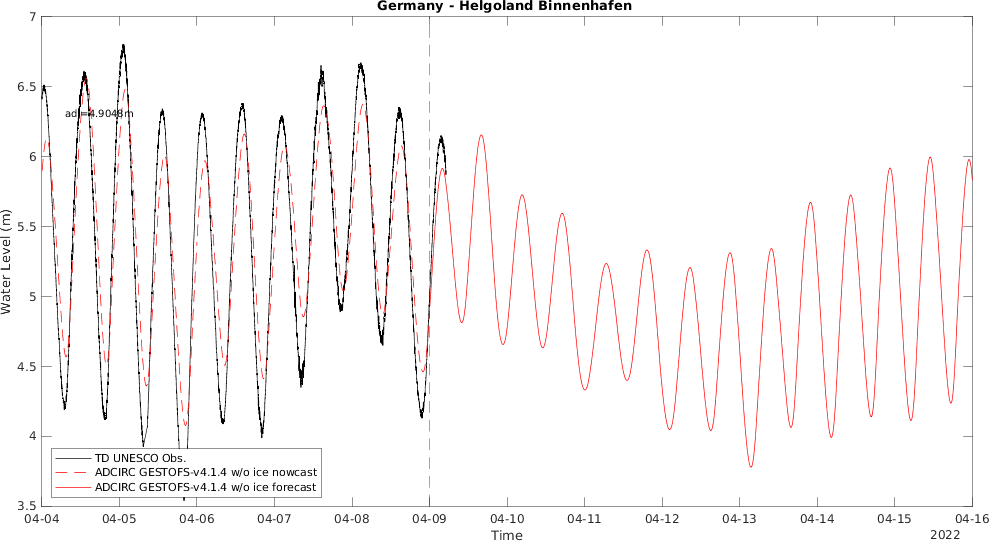 Germany - Helgoland Binnenhafen
7
6.5
adj=4.9048m
6
5.5
5
4.5
4
3.5
Water Level (m)
TD UNESCO Obs.
ADCIRC GESTOFS-v4.1.4 w/o ice nowcast
ADCIRC GESTOFS-v4.1.4 w/o ice forecast
04-04 04-05 04-06 04-07 04-08 04-09 04-10 04-11 04-12 04-13 04-14 04-15 04-16
Time
2022